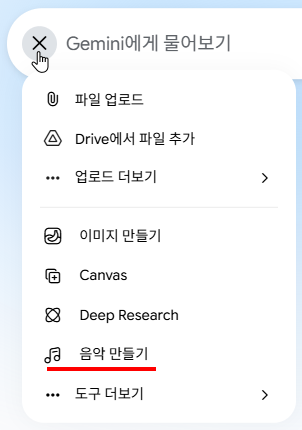 Gemini에게 물어보기
파일 업로드
Drive에서 파일 추가
업로드 더보기
이미지 만들기
Canvas
Deep Research
음악 만들기
도구 더보기